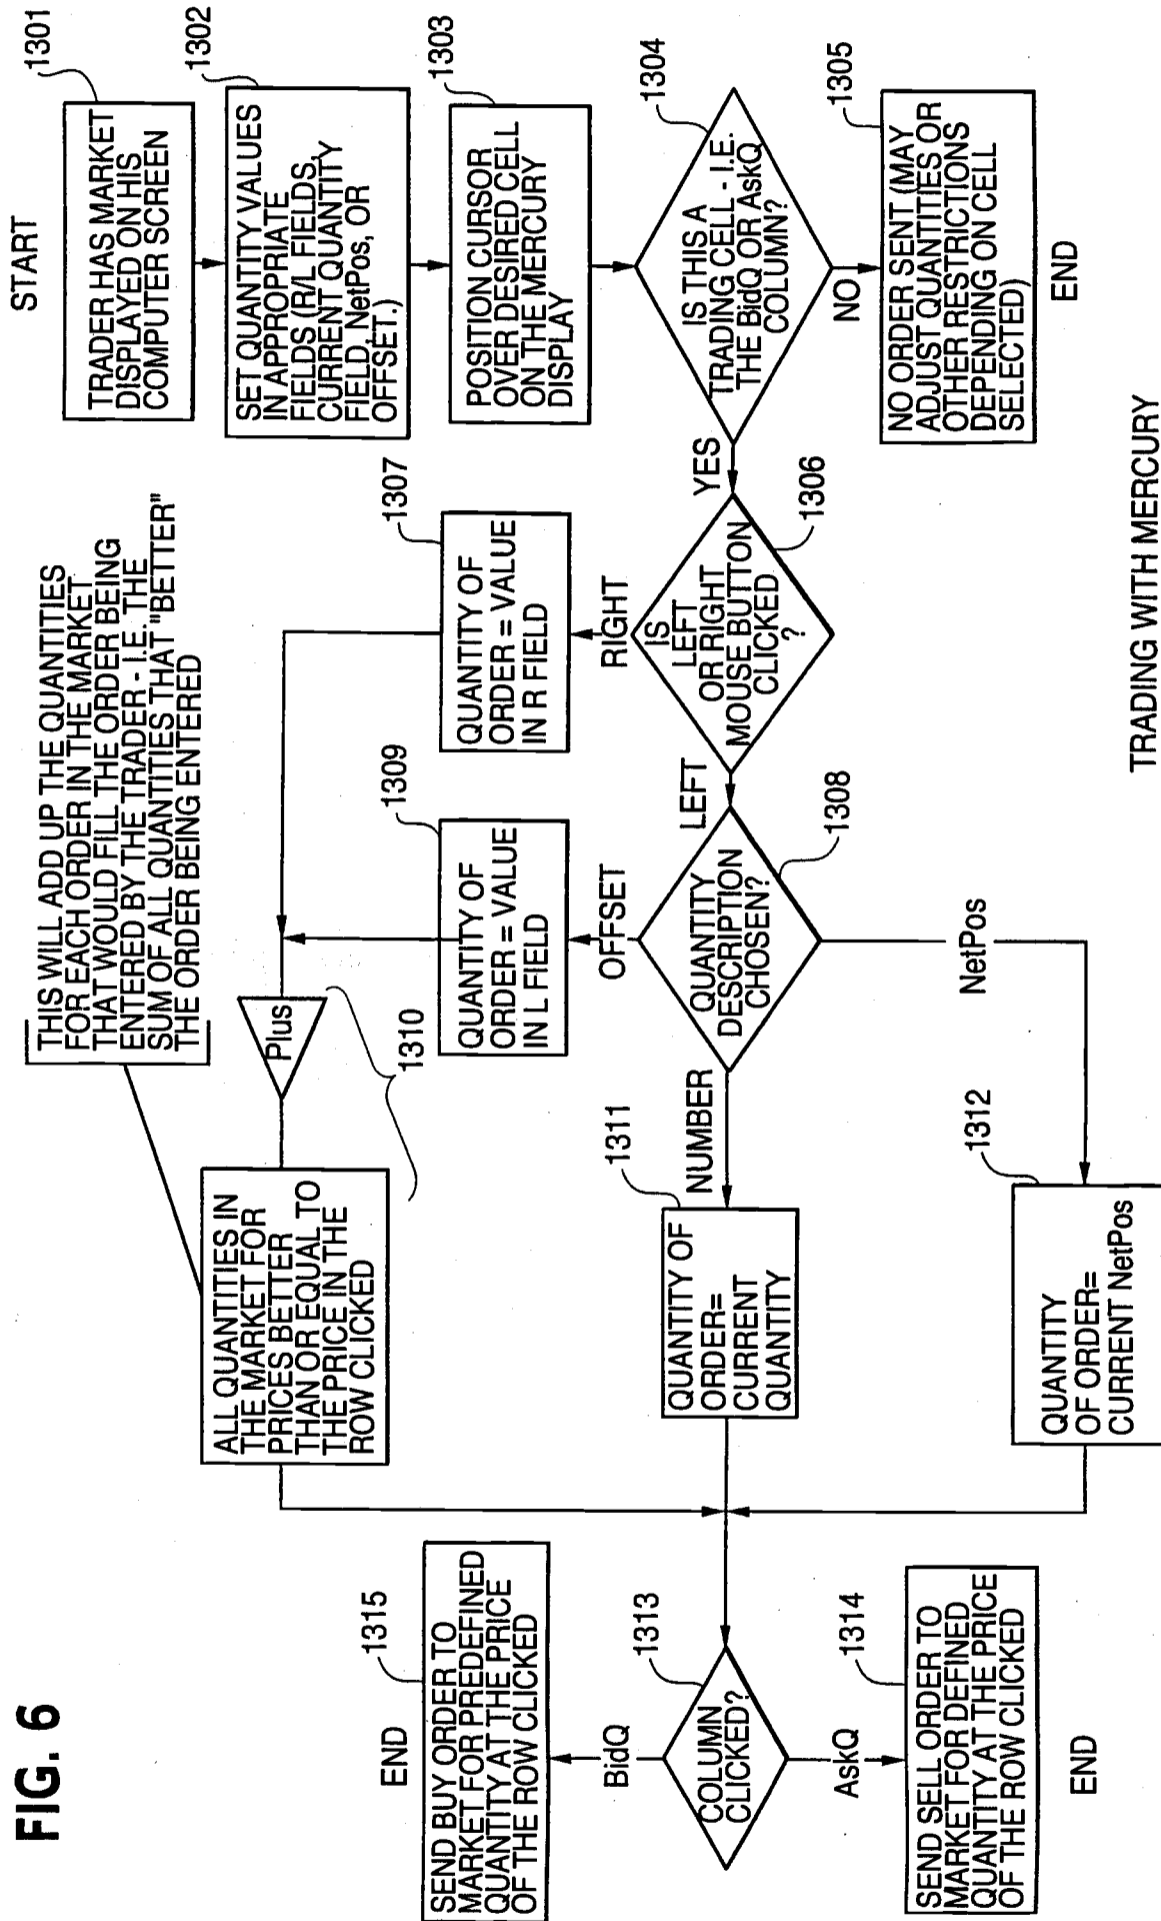 FIG. 6
START
1301
TRADER HAS MARKET
DISPLAYED ON HIS
COMPUTER SCREEN
1302
SET QUANTITY VALUES
IN APPROPRIATE
FIELDS (R/L FIELDS,
CURRENT QUANTITY
FIELD, NetPos, OR
OFFSET.)
1303
POSITION CURSOR
OVER DESIRED CELL
ON THE MERCURY
DISPLAY
1304
IS THIS A
TRADING CELL - I.E.
THE BidQ OR AskQ
COLUMN?
NO
1305
NO ORDER SENT (MAY
ADJUST QUANTITIES OR
OTHER RESTRICTIONS
DEPENDING ON CELL
SELECTED)
END
YES
1306
IS
LEFT
OR RIGHT
MOUSE BUTTON
CLICKED
?
RIGHT
1307
QUANTITY OF
ORDER = VALUE
IN R FIELD
LEFT
1308
QUANTITY
DESCRIPTION
CHOSEN?
OFFSET
1309
QUANTITY OF
ORDER = VALUE
IN L FIELD
Plus
1310
ALL QUANTITIES IN
THE MARKET FOR
PRICES BETTER
THAN OR EQUAL TO
THE PRICE IN THE
ROW CLICKED
THIS WILL ADD UP THE QUANTITIES
FOR EACH ORDER IN THE MARKET
THAT WOULD FILL THE ORDER BEING
ENTERED BY THE TRADER - I.E. THE
SUM OF ALL QUANTITIES THAT "BETTER"
THE ORDER BEING ENTERED
NUMBER
1311
QUANTITY OF
ORDER=
CURRENT
QUANTITY
NetPos
1312
QUANTITY
OF ORDER=
CURRENT NetPos
1313
COLUMN
CLICKED?
BidQ
1315
SEND BUY ORDER TO
MARKET FOR PREDEFINED
QUANTITY AT THE PRICE
OF THE ROW CLICKED
END
AskQ
1314
SEND SELL ORDER TO
MARKET FOR DEFINED
QUANTITY AT THE PRICE
OF THE ROW CLICKED
END
TRADING WITH MERCURY